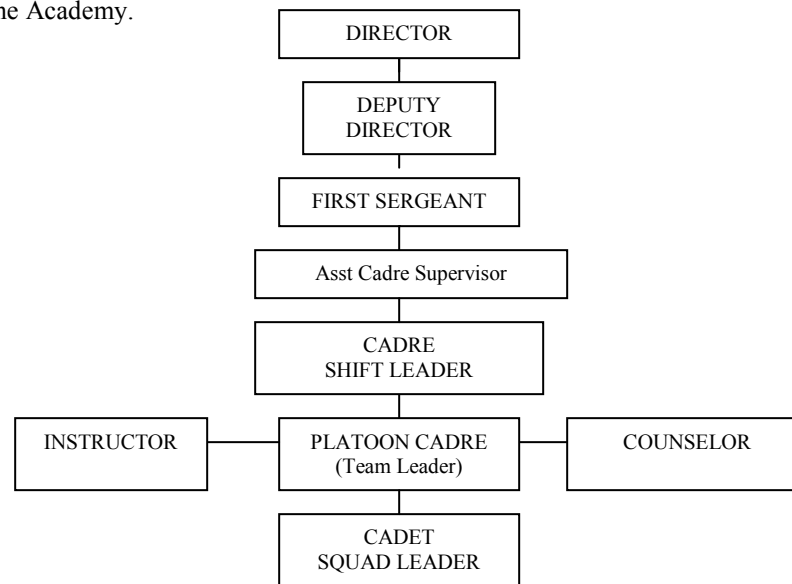 Academy.
DIRECTOR
DEPUTY
DIRECTOR
FIRST SERGEANT
Asst Cadre Supervisor
CADRE
SHIFT LEADER
INSTRUCTOR
PLATOON CADRE
(Team Leader)
COUNSELOR
CADET
SQUAD LEADER